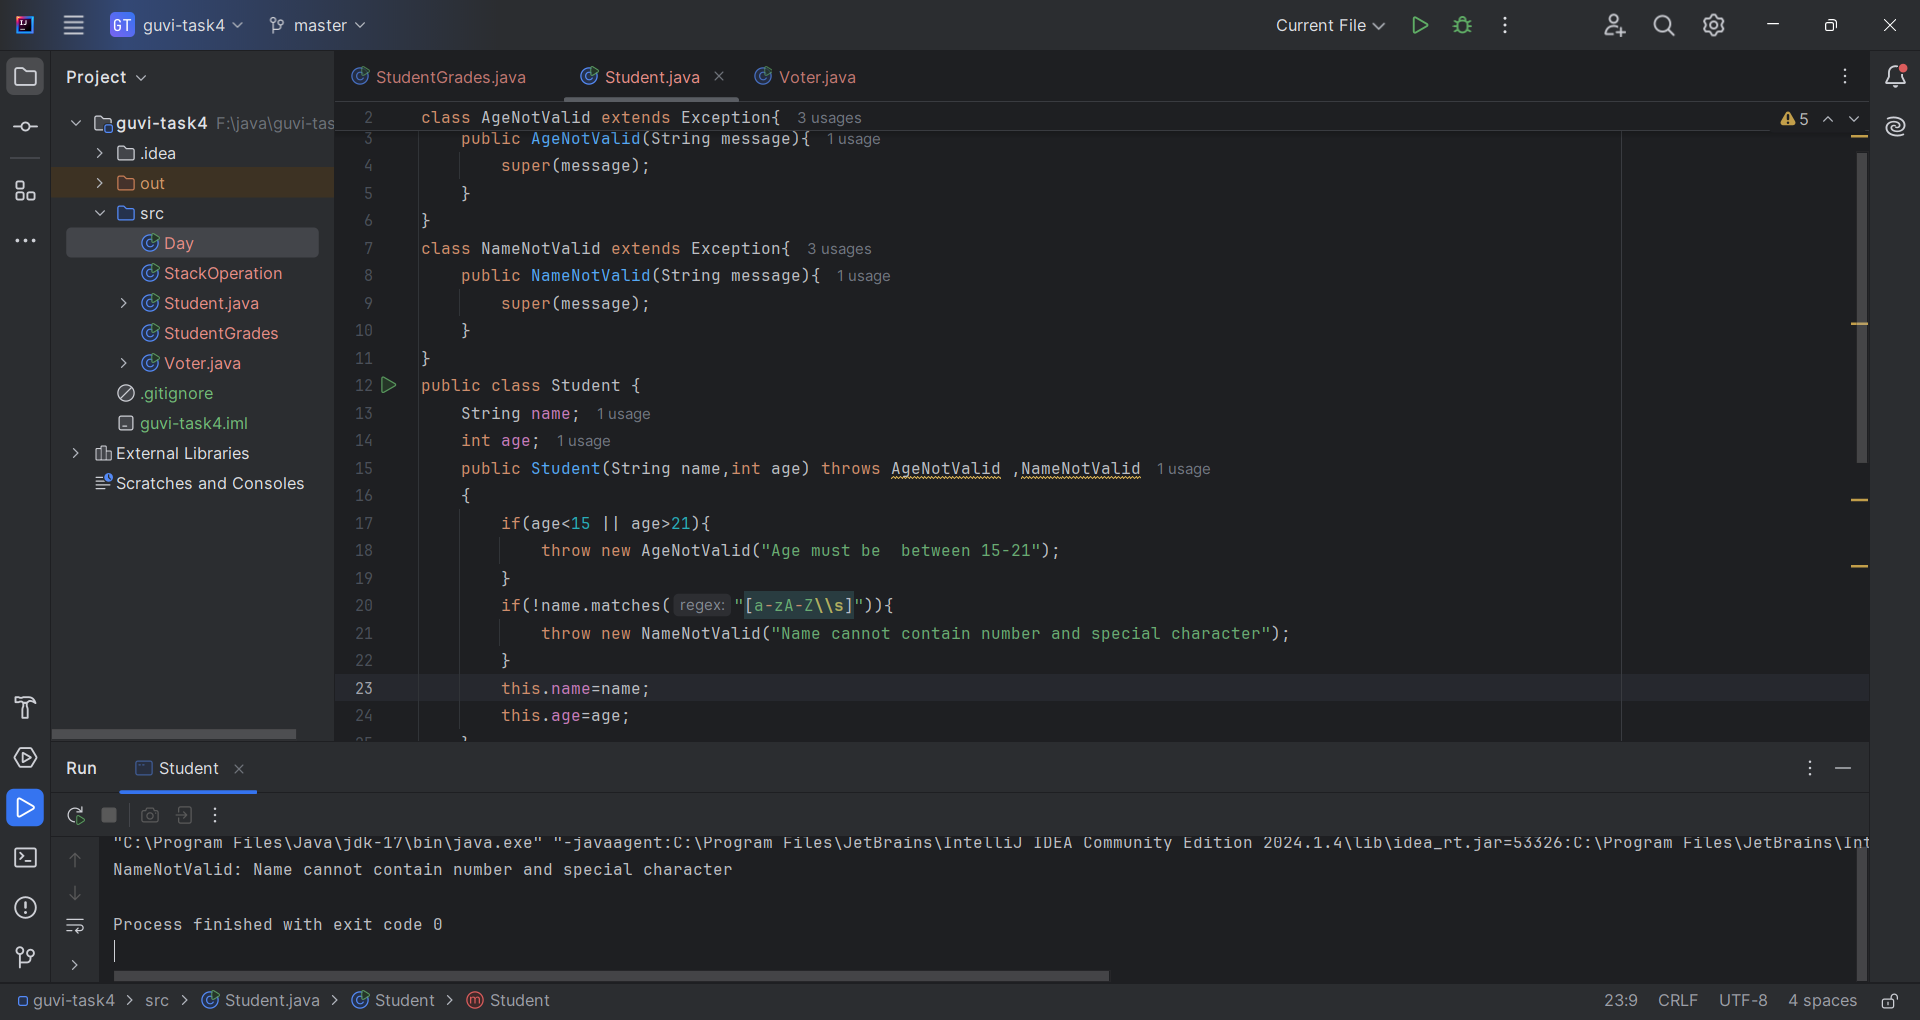 GT guvi-task4 master Current File
Project
StudentGrades.java Student.java Voter.java
guvi-task4 F:\java\guvi-tas
.idea
out
src
Day
StackOperation
Student.java
StudentGrades
Voter.java
.gitignore
guvi-task4.iml
External Libraries
Scratches and Consoles
5
2 class AgeNotValid extends Exception{ 3 usages
3 public AgeNotValid(String message){ 1 usage
4 super(message);
5 }
6 }
7 class NameNotValid extends Exception{ 3 usages
8 public NameNotValid(String message){ 1 usage
9 super(message);
10 }
11 }
12 public class Student {
13 String name; 1 usage
14 int age; 1 usage
15 public Student(String name,int age) throws AgeNotValid ,NameNotValid 1 usage
16 {
17 if(age<15 || age>21){
18 throw new AgeNotValid("Age must be  between 15-21");
19 }
20 if(!name.matches( regex: "[a-zA-Z\\s]")){
21 throw new NameNotValid("Name cannot contain number and special character");
22 }
23 this.name=name;
24 this.age=age;
25 }
Run Student
"C:\Program Files\Java\jdk-17\bin\java.exe" "-javaagent:C:\Program Files\JetBrains\IntelliJ IDEA Community Edition 2024.1.4\lib\idea_rt.jar=53326:C:\Program Files\JetBrains\Int
NameNotValid: Name cannot contain number and special character
Process finished with exit code 0
guvi-task4 > src > Student.java > Student > m Student 23:9 CRLF UTF-8 4 spaces